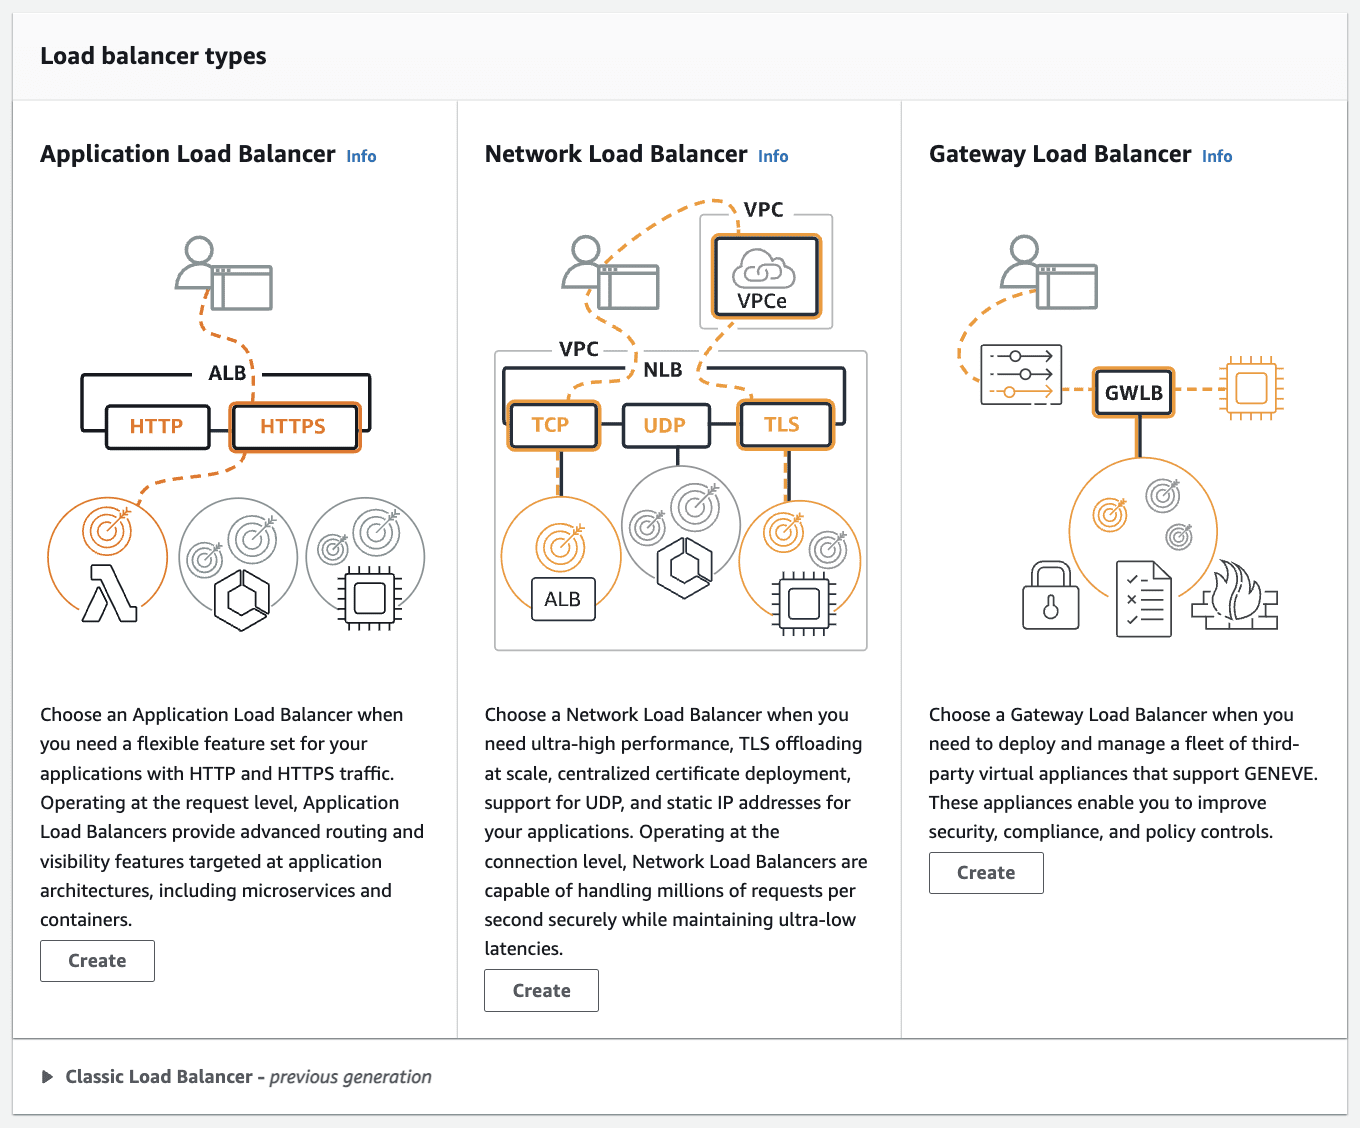 Load balancer types
Application Load Balancer Info
ALB
HTTP
HTTPS
Choose an Application Load Balancer when
you need a flexible feature set for your
applications with HTTP and HTTPS traffic.
Operating at the request level, Application
Load Balancers provide advanced routing and
visibility features targeted at application
architectures, including microservices and
containers.
Create
Network Load Balancer Info
VPC
VPCe
VPC
NLB
TCP
UDP
TLS
ALB
Choose a Network Load Balancer when you
need ultra-high performance, TLS offloading
at scale, centralized certificate deployment,
support for UDP, and static IP addresses for
your applications. Operating at the
connection level, Network Load Balancers are
capable of handling millions of requests per
second securely while maintaining ultra-low
latencies.
Create
Gateway Load Balancer Info
GWLB
Choose a Gateway Load Balancer when you
need to deploy and manage a fleet of third-
party virtual appliances that support GENEVE.
These appliances enable you to improve
security, compliance, and policy controls.
Create
Classic Load Balancer - previous generation